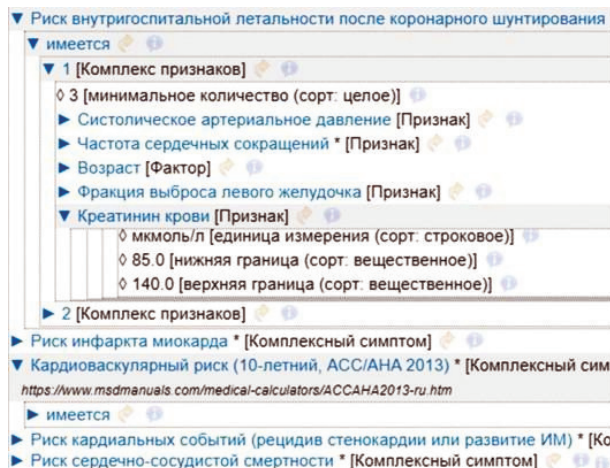 ▼ Риск внутригоспитальной летальности после коронарного шунтирования
▼ имеется
▼ 1 [Комплекс признаков]
◊ 3 [минимальное количество (сорт: целое)]
► Систолическое артериальное давление [Признак]
► Частота сердечных сокращений * [Признак]
► Возраст [Фактор]
► Фракция выброса левого желудочка [Признак]
▼ Креатинин крови [Признак]
◊ мкмоль/л [единица измерения (сорт: строковое)]
◊ 85.0 [нижняя граница (сорт: вещественное)]
◊ 140.0 [верхняя граница (сорт: вещественное)]
► 2 [Комплекс признаков]
► Риск инфаркта миокарда * [Комплексный симптом]
▼ Кардиоваскулярный риск (10-летний, ACC/AHA 2013) * [Комплексный сим
https://www.msdmanuals.com/medical-calculators/ACCAHA2013-ru.htm
► имеется
► Риск кардиальных событий (рецидив стенокардии или развитие ИМ) * [Ко
► Риск сердечно-сосудистой смертности * [Комплексный симптом]